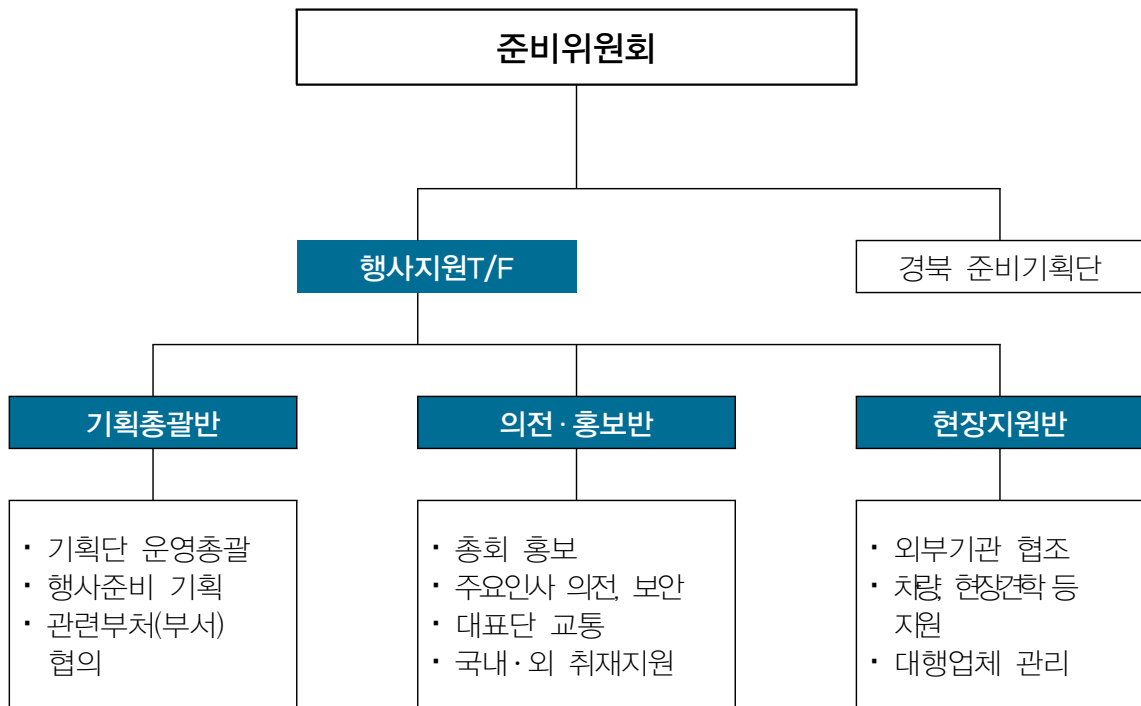 준비위원회
행사지원T/F
경북 준비기획단
기획총괄반
의전·홍보반
현장지원반
· 기획단 운영총괄
· 행사준비 기획
· 관련부처(부서)
협의
· 총회 홍보
· 주요인사 의전, 보안
· 대표단 교통
· 국내·외 취재지원
· 외부기관 협조
· 차량, 현장견학 등
지원
· 대행업체 관리